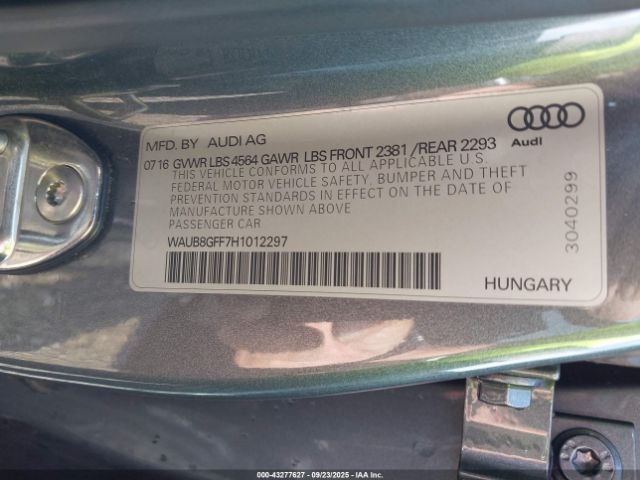 MFD. BY AUDI AG
Audi
07 16 GVWR LBS 4564 GAWR LBS FRONT 2381 / REAR 2293
THIS VEHICLE CONFORMS TO ALL APPLICABLE U.S.
FEDERAL MOTOR VEHICLE SAFETY, BUMPER AND THEFT
PREVENTION STANDARDS IN EFFECT ON THE DATE OF
MANUFACTURE SHOWN ABOVE
PASSENGER CAR
WAUB8GFF7H1012297
3040299
HUNGARY
000-43277627 - 09/23/2025 - IAAI.COM